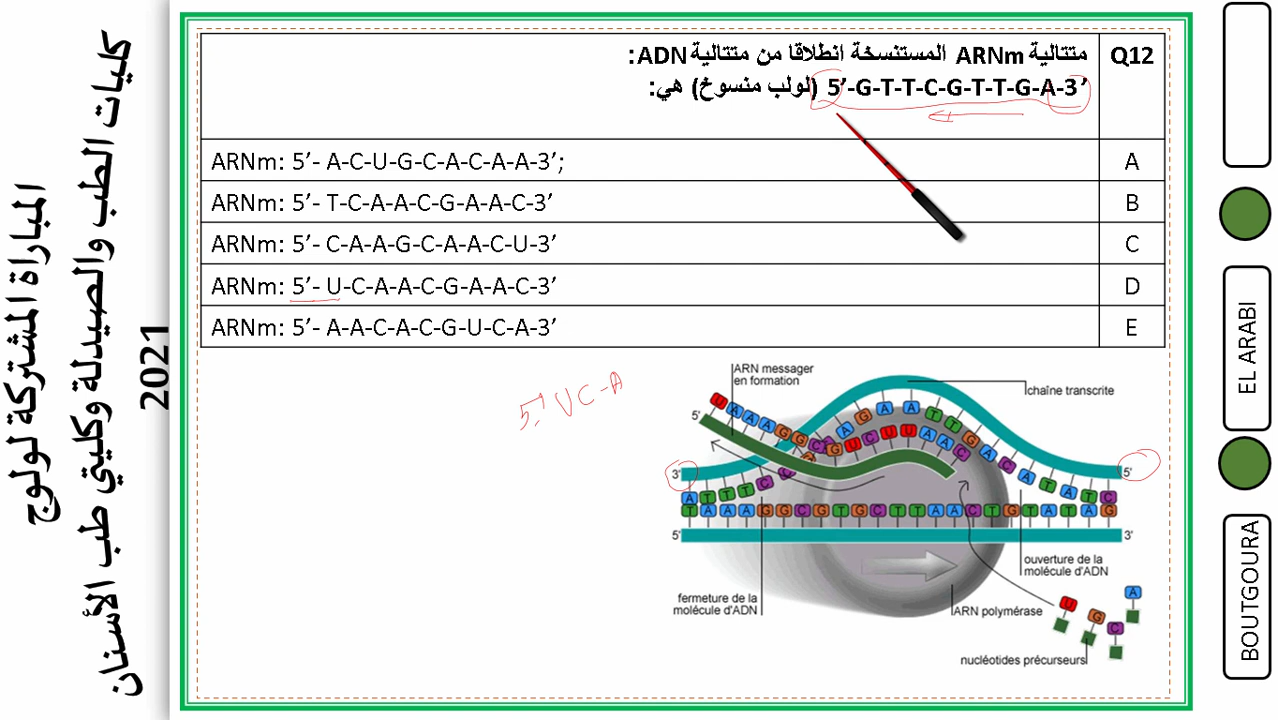 كليات الطب والصيدلة وكليتي طب الأسنان
المباراة المشتركة لولوج
2021
Q12
متتالية ARNm المستنسخة انطلاقا من متتالية ADN:
5’-G-T-T-C-G-T-T-G-A-3’ (لولب منسوخ) هي:
ARNm: 5’- A-C-U-G-C-A-C-A-A-3’; A
ARNm: 5’- T-C-A-A-C-G-A-A-C-3’ B
ARNm: 5’- C-A-A-G-C-A-A-C-U-3’ C
ARNm: 5’- U-C-A-A-C-G-A-A-C-3’ D
ARNm: 5’- A-A-C-A-C-G-U-C-A-3’ E
5' U C-A
ARN messager
en formation
chaîne transcrite
5'
U A A A G G C
G U C U U A A C
A G A A T T G A C A T A T C
3'
5'
A T T T C C G
T A A A G G C G T G C T T A A C T G T A T A G
5'
3'
ouverture de la
molécule d'ADN
fermeture de la
molécule d'ADN
ARN polymérase
U G C A
nucléotides précurseurs
EL ARABI
BOUTGOURA